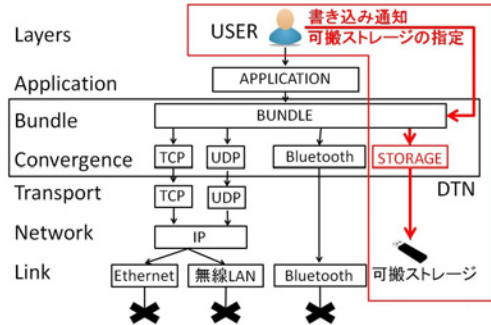 Layers
USER
書き込み通知
可搬ストレージの指定
Application
APPLICATION
Bundle
BUNDLE
Convergence
TCP
UDP
Bluetooth
STORAGE
DTN
Transport
TCP
UDP
Network
IP
Link
Ethernet
無線LAN
Bluetooth
可搬ストレージ